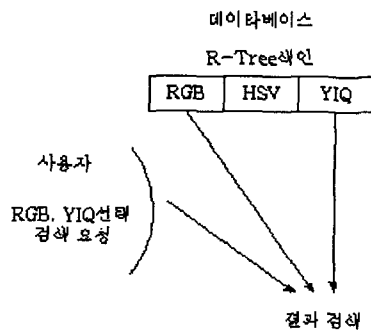 데이타베이스
R-Tree색인
RGB HSV YIQ
사용자
RGB, YIQ선택
검색 요청
결과 검색